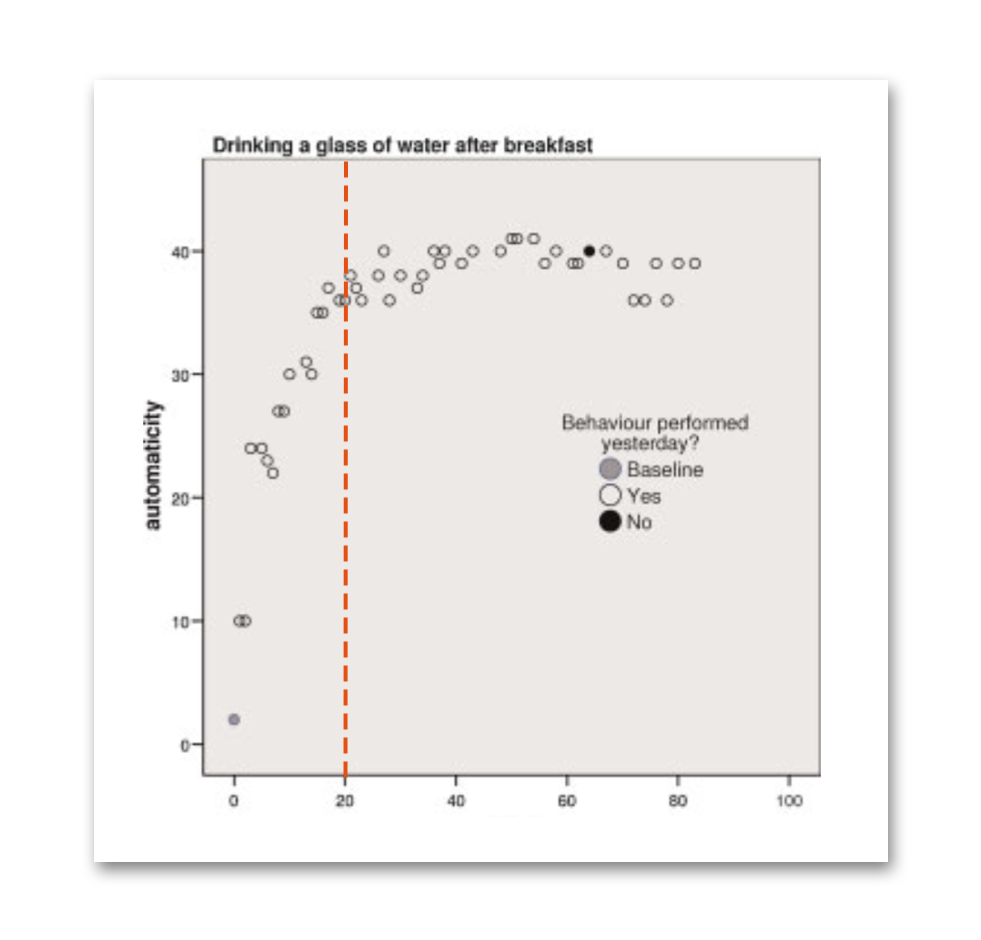 Drinking a glass of water after breakfast
40
30
20
10
0
automaticity
Behaviour performed
yesterday?
Baseline
Yes
No
0 20 40 60 80 100